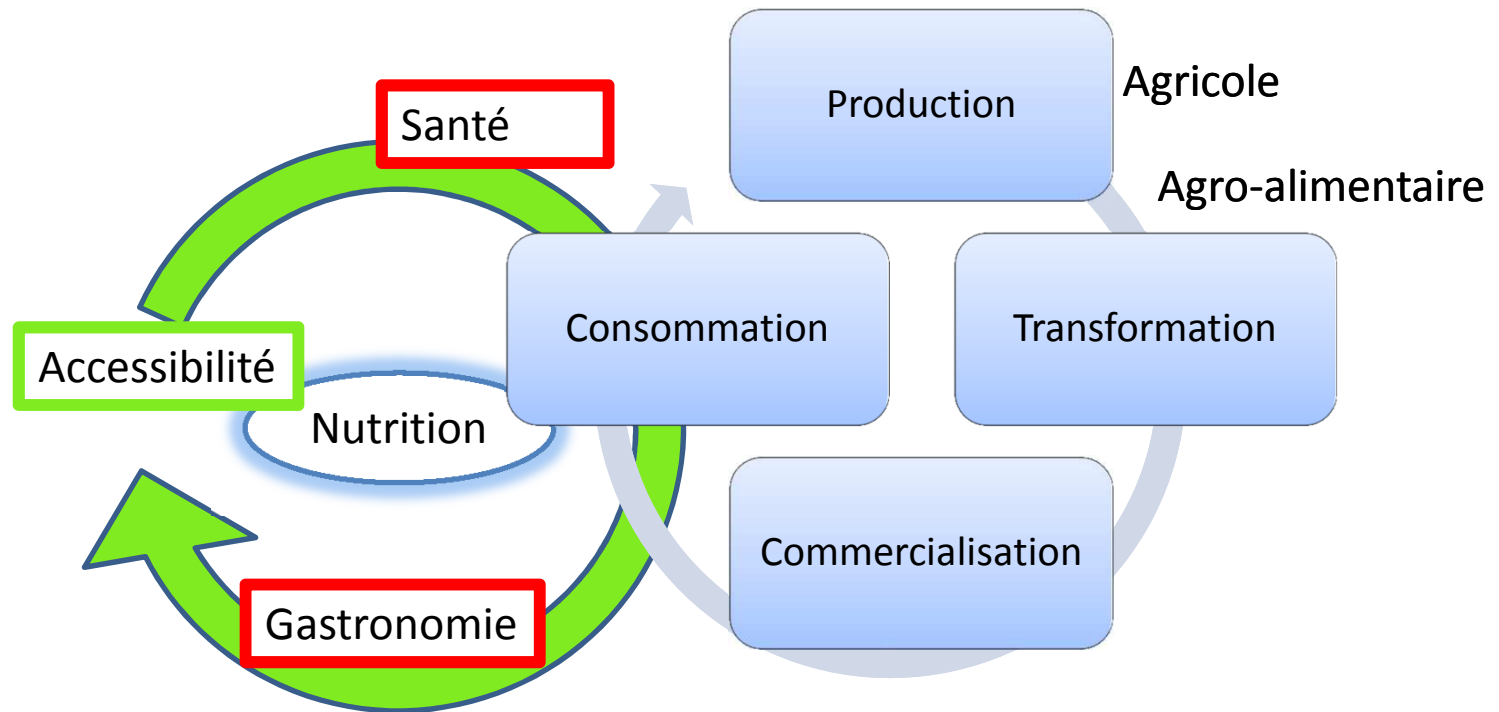 Production
Agricole
Santé
Agro-alimentaire
Consommation
Transformation
Accessibilité
Nutrition
Commercialisation
Gastronomie